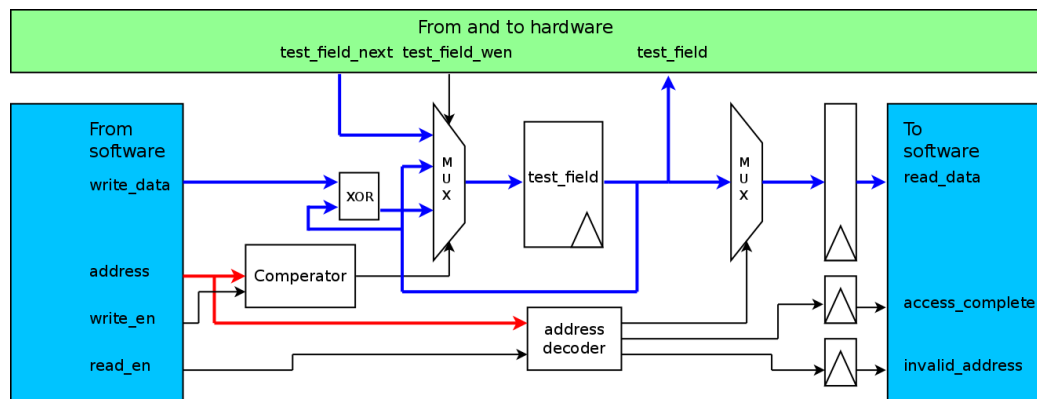 From and to hardware
test_field_next test_field_wen test_field
From
software
write_data
address
write_en
read_en
XOR
Comperator
M
U
X
test_field
address
decoder
M
U
X
To
software
read_data
access_complete
invalid_address